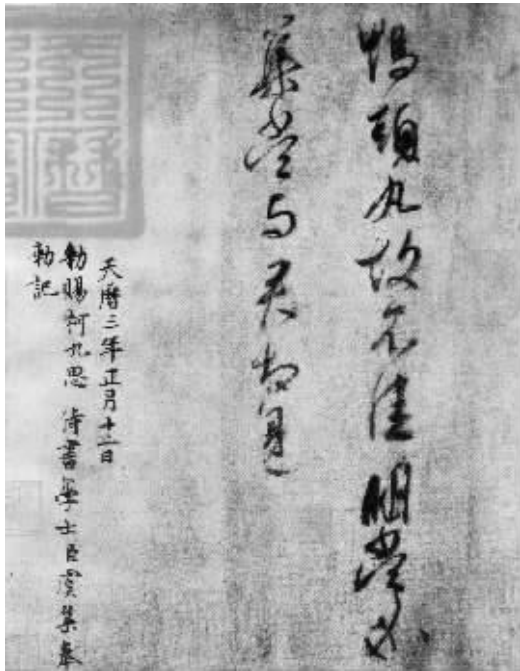 鴨頭丸故不佳明當必
集當与君相見
天曆三年正月十二日
勅賜柯九思 侍書學士臣虞集奉
勅記